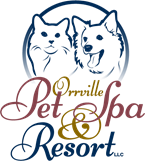 Orrville
Pet Spa
&
Resort LLC